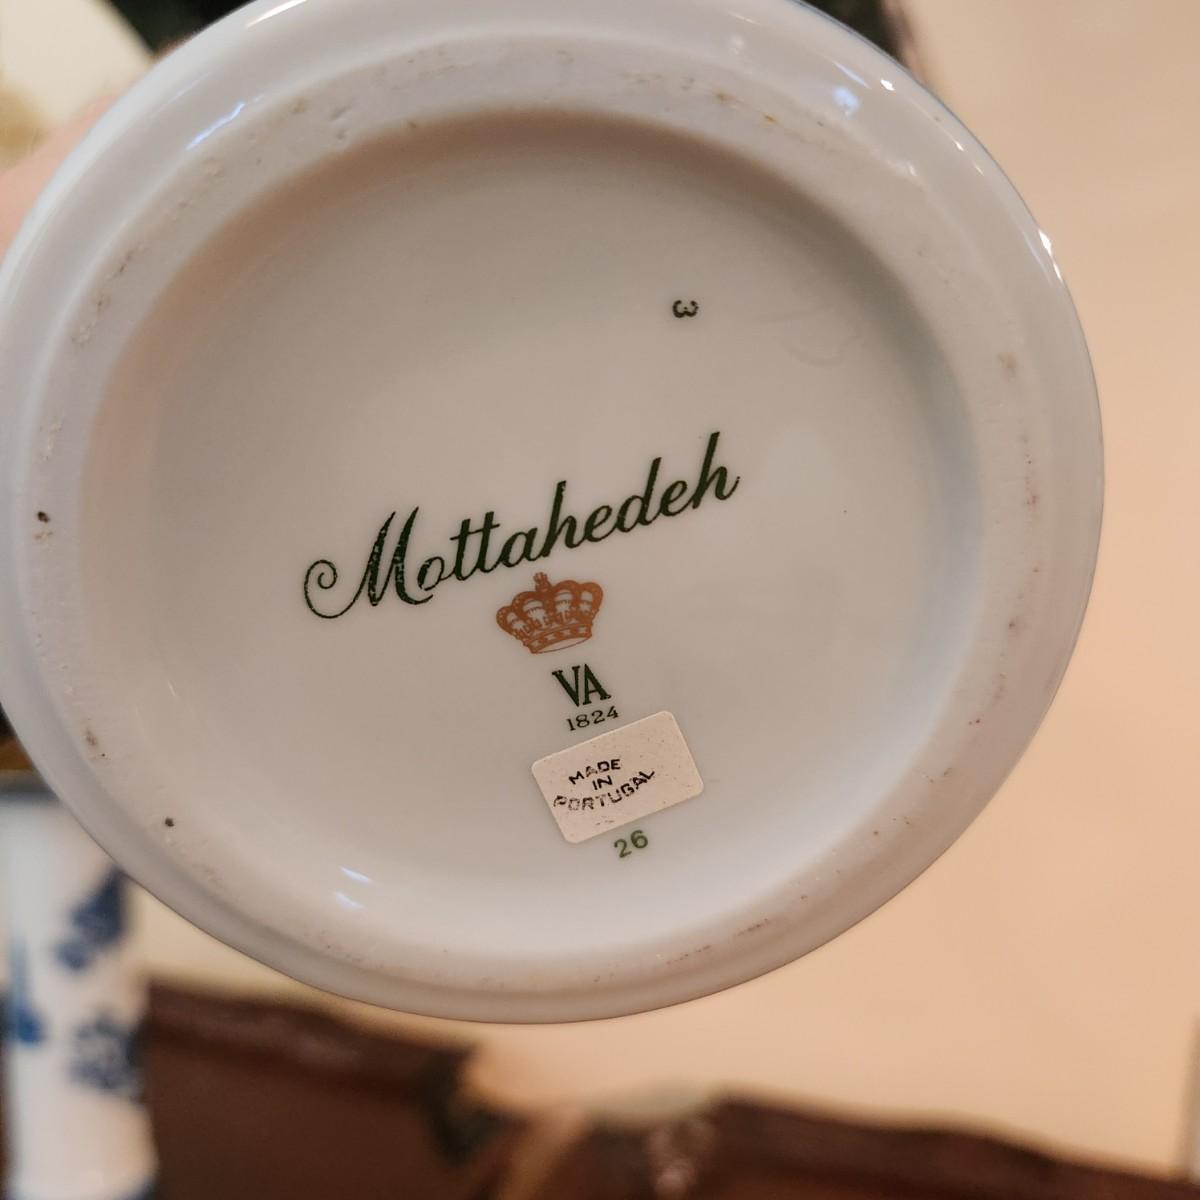 3
Mottahedeh
VA
1824
MADE
IN
PORTUGAL
26